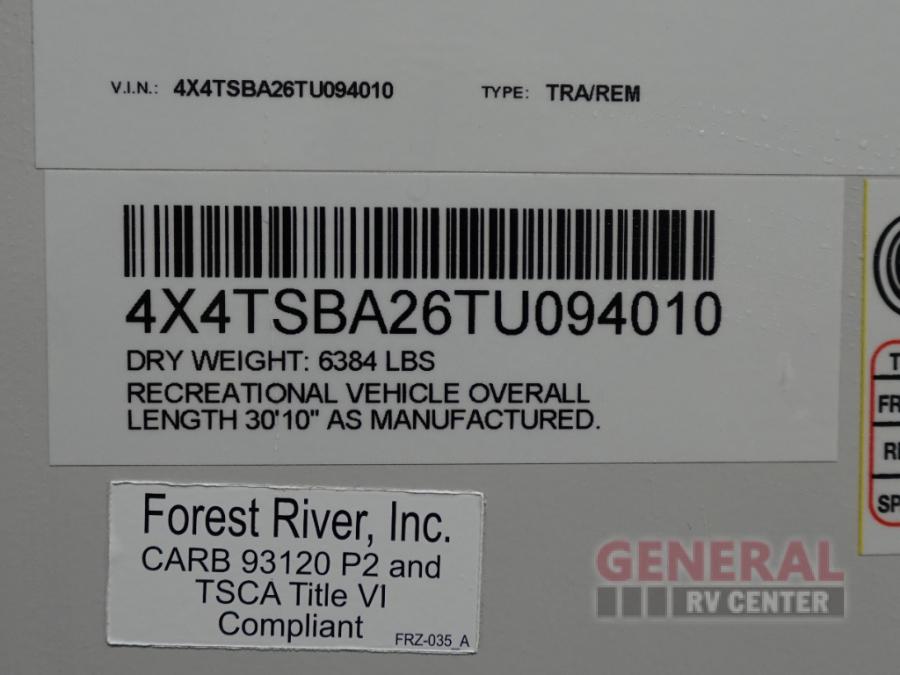 V.I.N.: 4X4TSBA26TU094010 TYPE: TRA/REM
4X4TSBA26TU094010
DRY WEIGHT: 6384 LBS
RECREATIONAL VEHICLE OVERALL
LENGTH 30'10" AS MANUFACTURED.
Forest River, Inc.
CARB 93120 P2 and
TSCA Title VI
Compliant
FRZ-035_A
GENERAL
RV CENTER